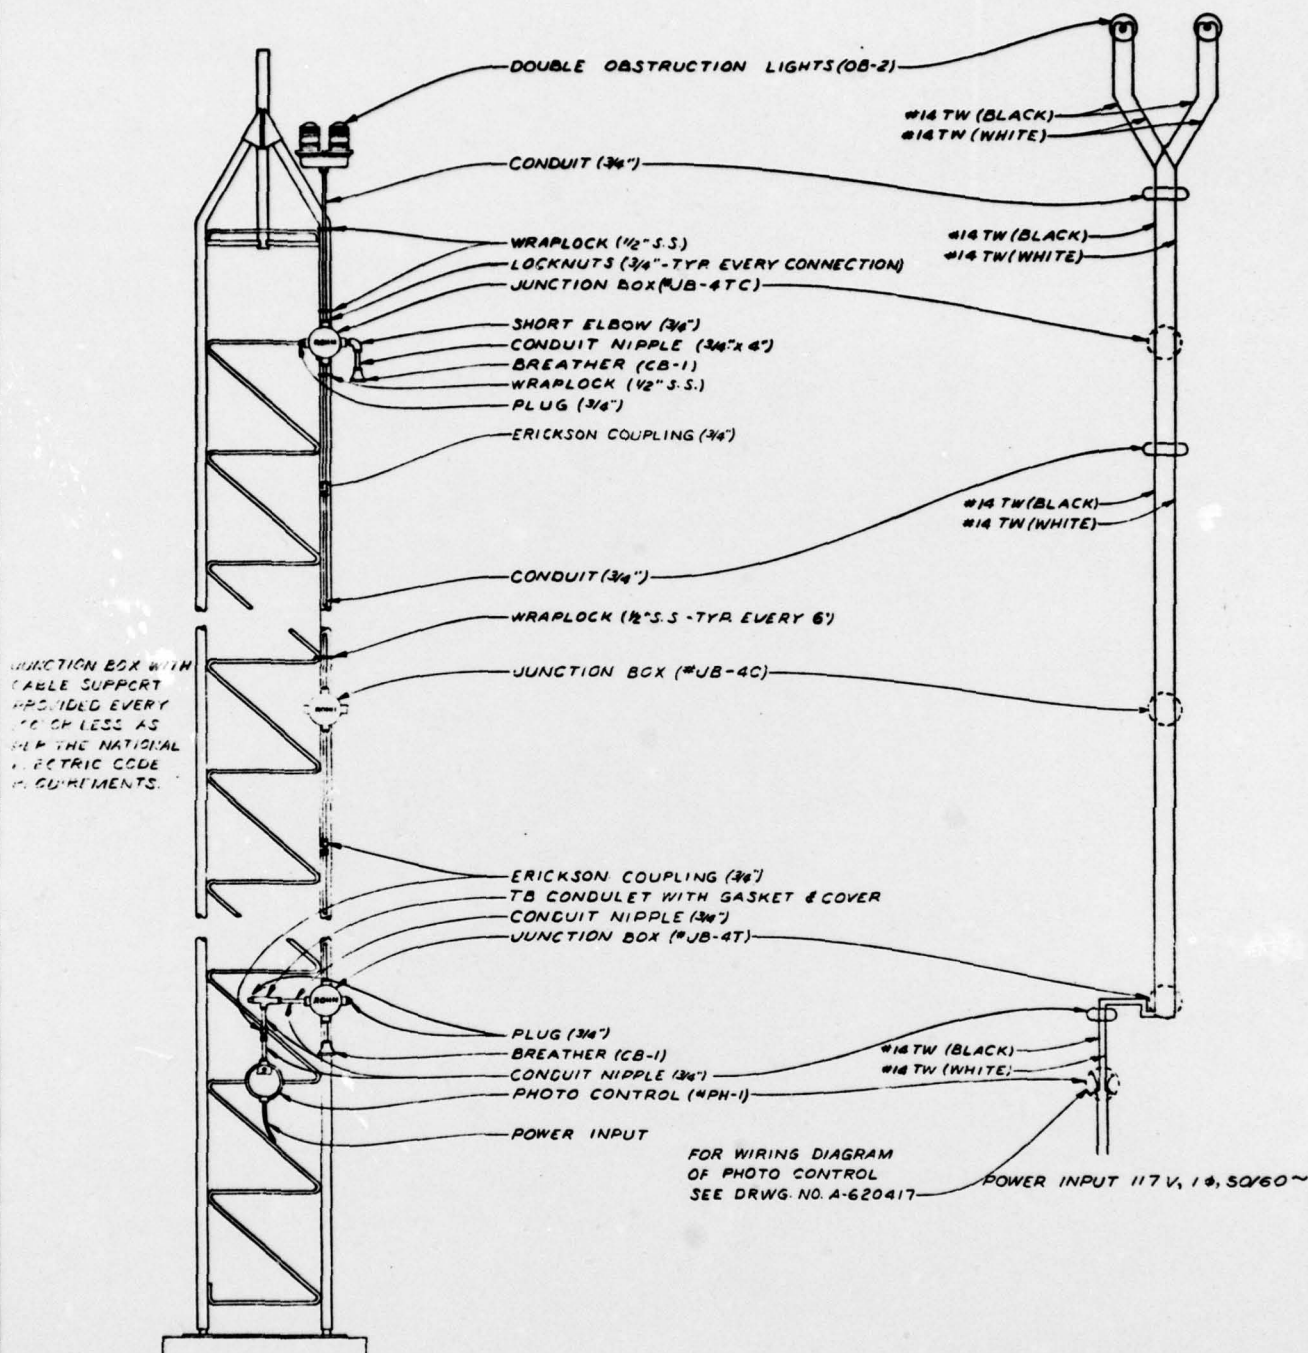 DOUBLE OBSTRUCTION LIGHTS (OB-2)
#14 TW (BLACK)
#14 TW (WHITE)
CONDUIT (3/4")
#14 TW (BLACK)
#14 TW (WHITE)
WRAPLOCK (1/2" S.S.)
LOCKNUTS (3/4" - TYP. EVERY CONNECTION)
JUNCTION BOX (#JB-4TC)
SHORT ELBOW (3/4")
CONDUIT NIPPLE (3/4" x 4")
BREATHER (CB-1)
WRAPLOCK (1/2" S.S.)
PLUG (3/4")
ERICKSON COUPLING (3/4")
#14 TW (BLACK)
#14 TW (WHITE)
CONDUIT (3/4")
WRAPLOCK (1/2" S.S - TYP. EVERY 6')
JUNCTION BOX (#JB-4C)
JUNCTION BOX WITH
CABLE SUPPORT
PROVIDED EVERY
OR LESS AS
PER THE NATIONAL
ELECTRIC CODE
REQUIREMENTS.
ERICKSON COUPLING (3/4")
TB CONDULET WITH GASKET & COVER
CONDUIT NIPPLE (3/4")
JUNCTION BOX (#JB-4T)
ROHN
PLUG (3/4")
BREATHER (CB-1)
CONDUIT NIPPLE (3/4")
PHOTO CONTROL (#PH-1)
#14 TW (BLACK)
#14 TW (WHITE)
POWER INPUT
FOR WIRING DIAGRAM
OF PHOTO CONTROL
SEE DRWG. NO. A-620417
POWER INPUT 117 V, 1 ϕ, 50/60 ~